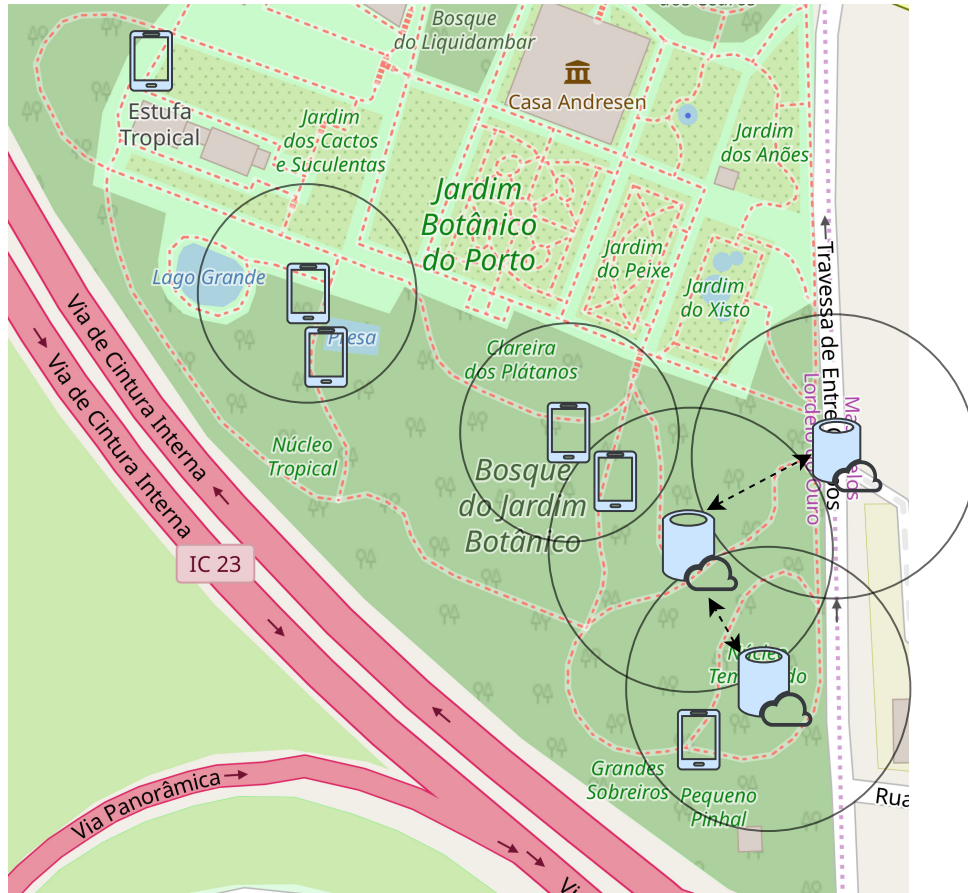 Bosque
do Liquidambar
Casa Andresen
Estufa
Tropical
Jardim
dos Cactos
e Suculentas
Jardim
dos Anões
Jardim
Botânico
do Porto
Jardim
do Peixe
Lago Grande
Jardim
do Xisto
Presa
Clareira
dos Plátanos
Travessa de Entre
Lordelo do Ouro
Via de Cintura Interna
Via de Cintura Interna
Núcleo
Tropical
Bosque
do Jardim
Botânico
IC 23
Grandes
Sobreiros
Pequeno
Pinhal
Via Panorâmica
Rua